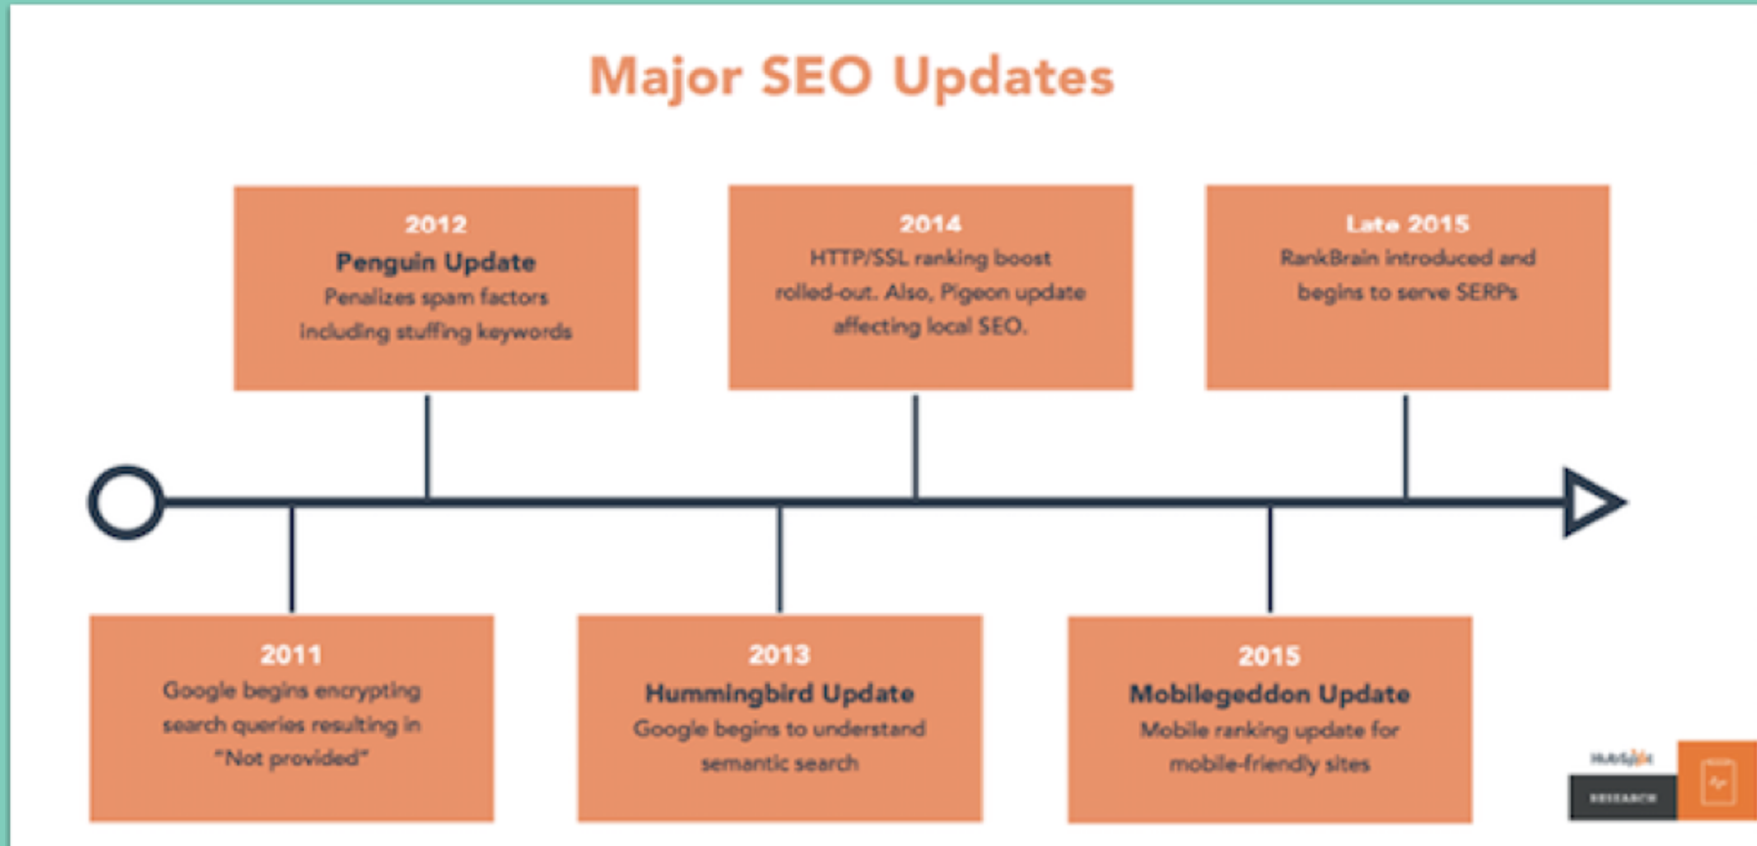 Major SEO Updates
2012
Penguin Update
Penalizes spam factors
including stuffing keywords
2014
HTTP/SSL ranking boost
rolled-out. Also, Pigeon update
affecting local SEO.
Late 2015
RankBrain introduced and
begins to serve SERPs
2011
Google begins encrypting
search queries resulting in
"Not provided"
2013
Hummingbird Update
Google begins to understand
semantic search
2015
Mobilegeddon Update
Mobile ranking update for
mobile-friendly sites
HubSpot
RESEARCH